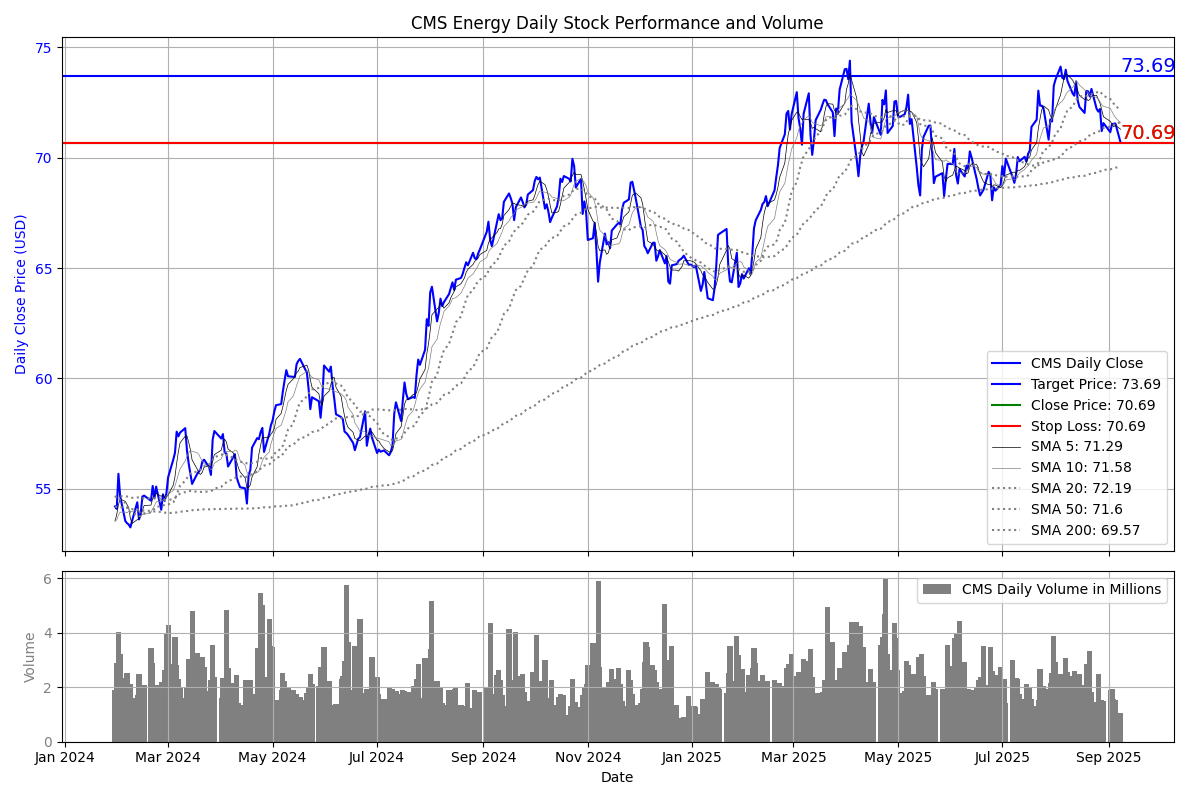 CMS Energy Daily Stock Performance and Volume
75
70
65
60
55
Daily Close Price (USD)
73.69
70.69
CMS Daily Close
Target Price: 73.69
Close Price: 70.69
Stop Loss: 70.69
SMA 5: 71.29
SMA 10: 71.58
SMA 20: 72.19
SMA 50: 71.6
SMA 200: 69.57
6
4
2
0
Volume
CMS Daily Volume in Millions
Jan 2024 Mar 2024 May 2024 Jul 2024 Sep 2024 Nov 2024 Jan 2025 Mar 2025 May 2025 Jul 2025 Sep 2025
Date